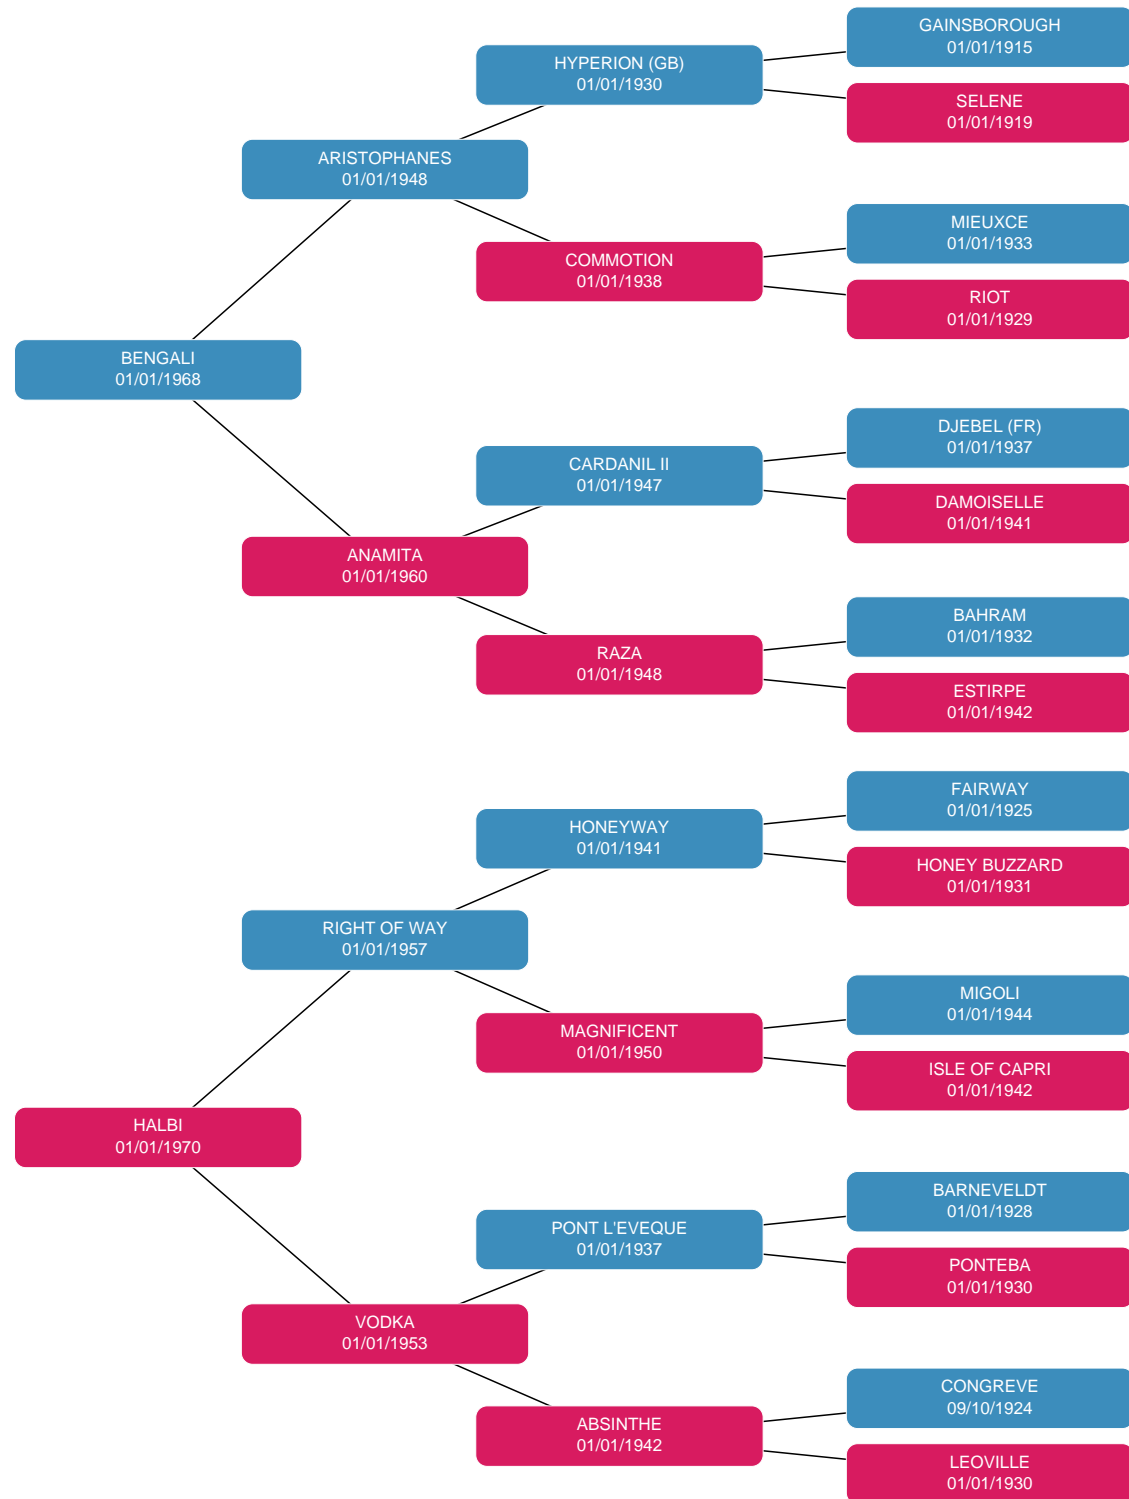 GAINSBOROUGH
01/01/1915
HYPERION (GB)
01/01/1930
SELENE
01/01/1919
ARISTOPHANES
01/01/1948
MIEUXCE
01/01/1933
COMMOTION
01/01/1938
RIOT
01/01/1929
BENGALI
01/01/1968
DJEBEL (FR)
01/01/1937
CARDANIL II
01/01/1947
DAMOISELLE
01/01/1941
ANAMITA
01/01/1960
BAHRAM
01/01/1932
RAZA
01/01/1948
ESTIRPE
01/01/1942
FAIRWAY
01/01/1925
HONEYWAY
01/01/1941
HONEY BUZZARD
01/01/1931
RIGHT OF WAY
01/01/1957
MIGOLI
01/01/1944
MAGNIFICENT
01/01/1950
ISLE OF CAPRI
01/01/1942
HALBI
01/01/1970
BARNEVELDT
01/01/1928
PONT L'EVEQUE
01/01/1937
PONTEBA
01/01/1930
VODKA
01/01/1953
CONGREVE
09/10/1924
ABSINTHE
01/01/1942
LEOVILLE
01/01/1930